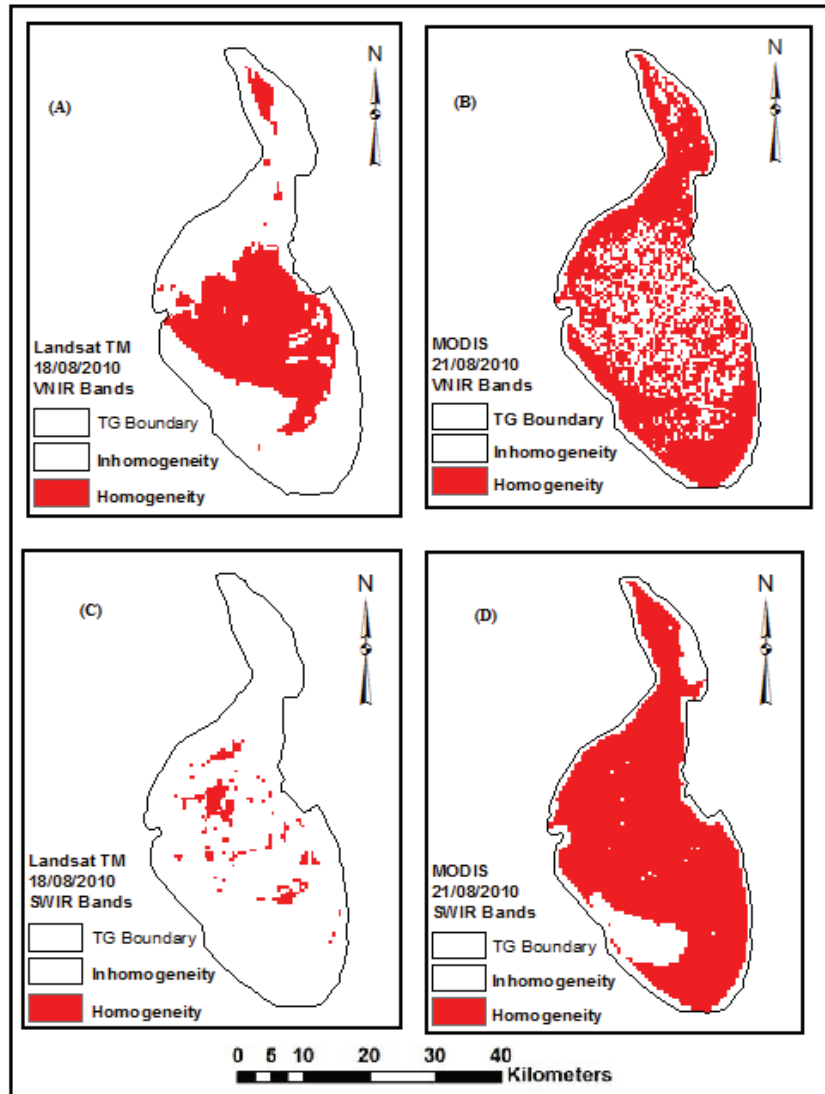 N
(A)
Landsat TM
18/08/2010
VNIR Bands
TG Boundary
Inhomogeneity
Homogeneity
N
(B)
MODIS
21/08/2010
VNIR Bands
TG Boundary
Inhomogeneity
Homogeneity
N
(C)
Landsat TM
18/08/2010
SWIR Bands
TG Boundary
Inhomogeneity
Homogeneity
N
(D)
MODIS
21/08/2010
SWIR Bands
TG Boundary
Inhomogeneity
Homogeneity
0 5 10 20 30 40
Kilometers